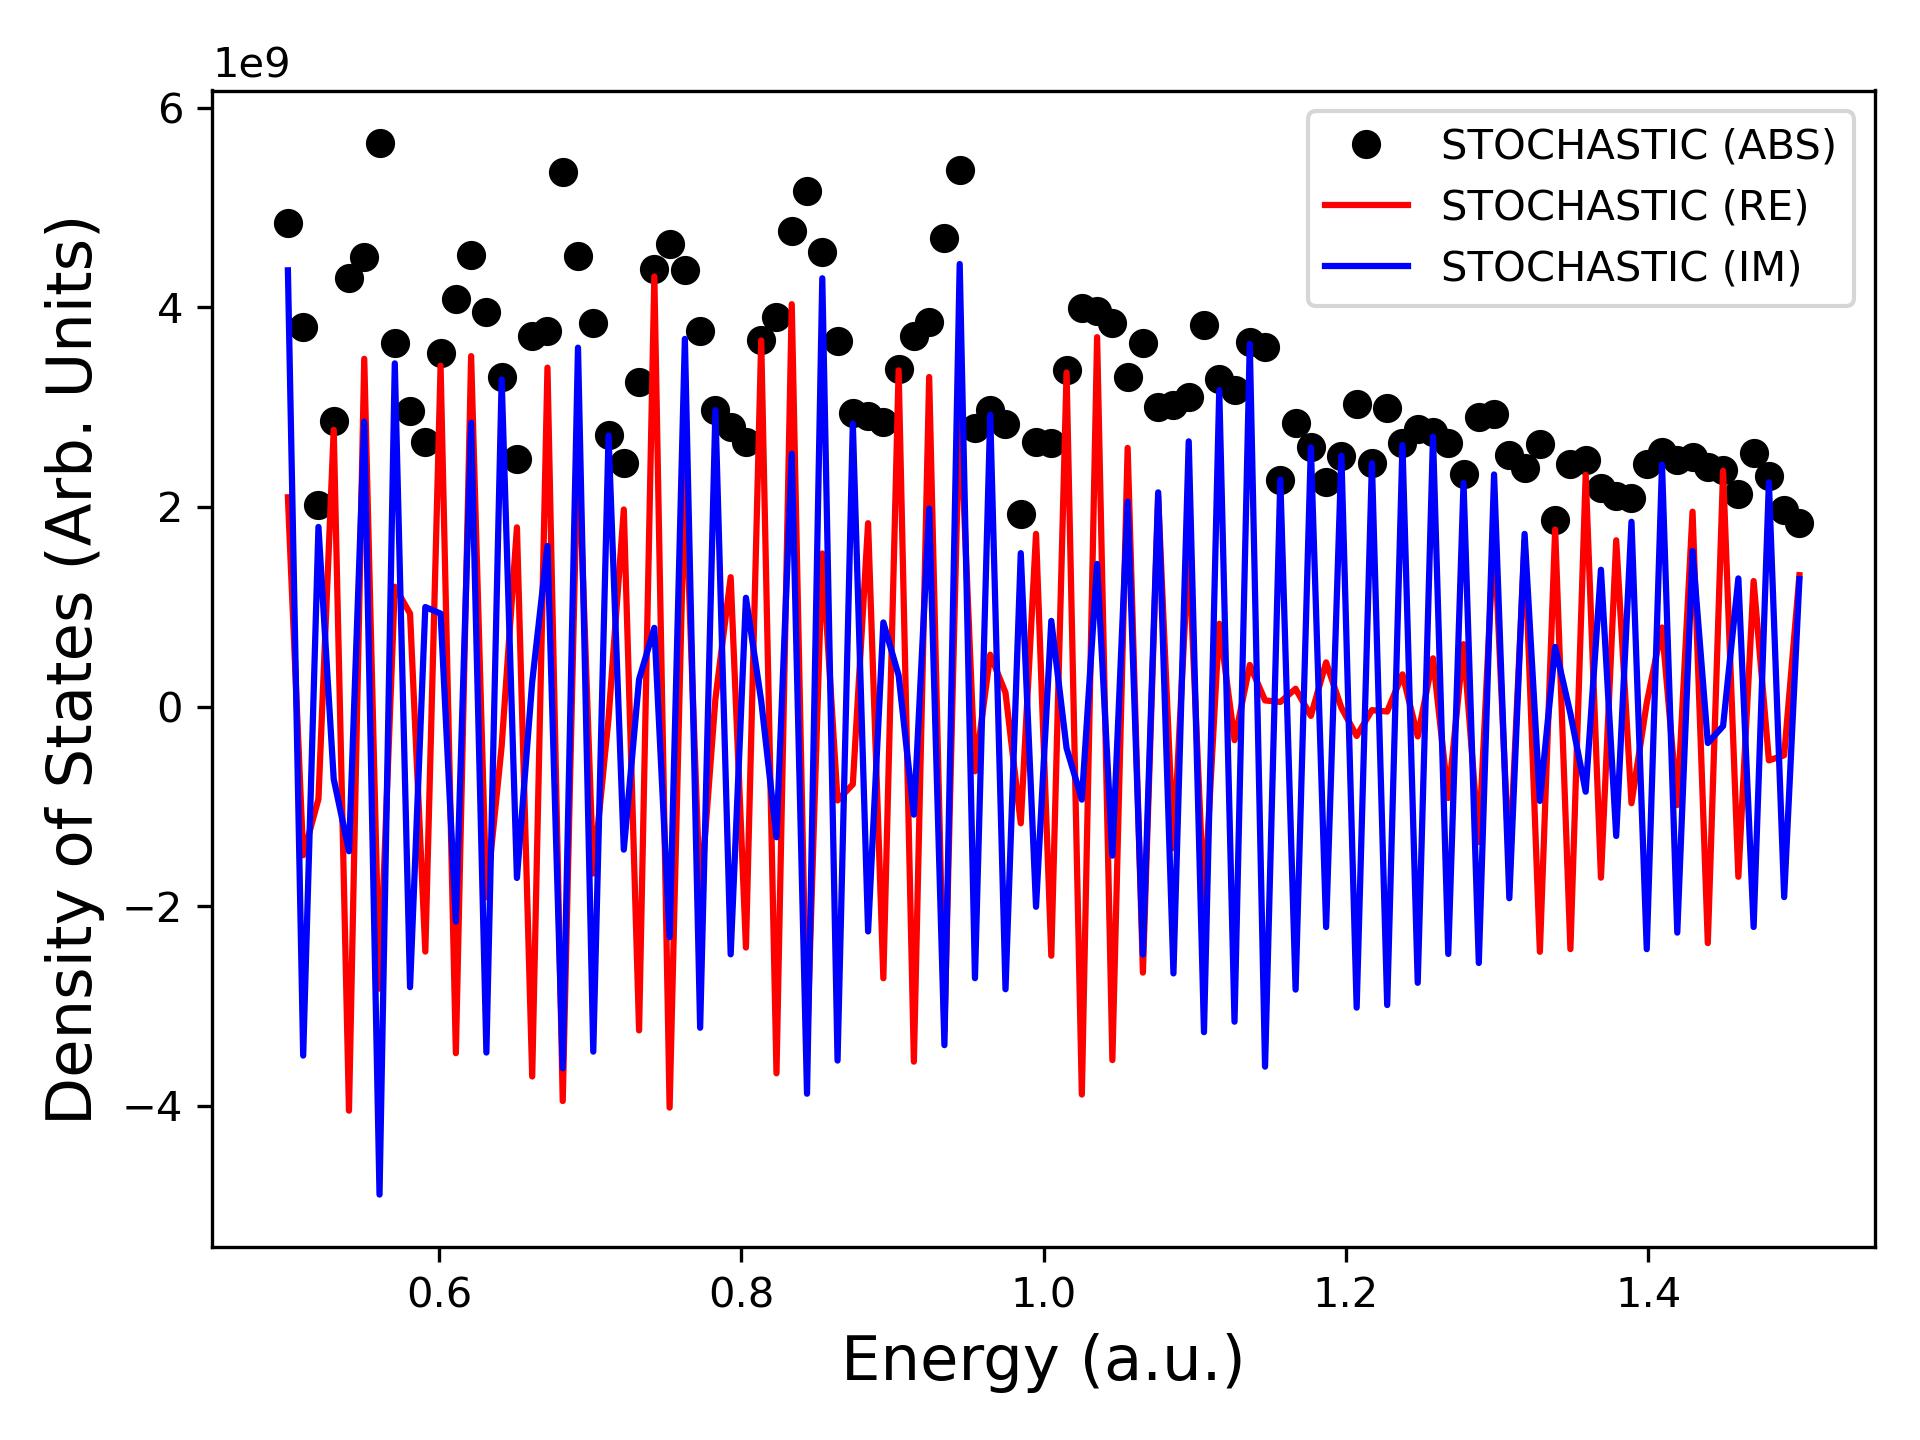 1e9
6
4
2
0
−2
−4
Density of States (Arb. Units)
STOCHASTIC (ABS)
STOCHASTIC (RE)
STOCHASTIC (IM)
0.6 0.8 1.0 1.2 1.4
Energy (a.u.)